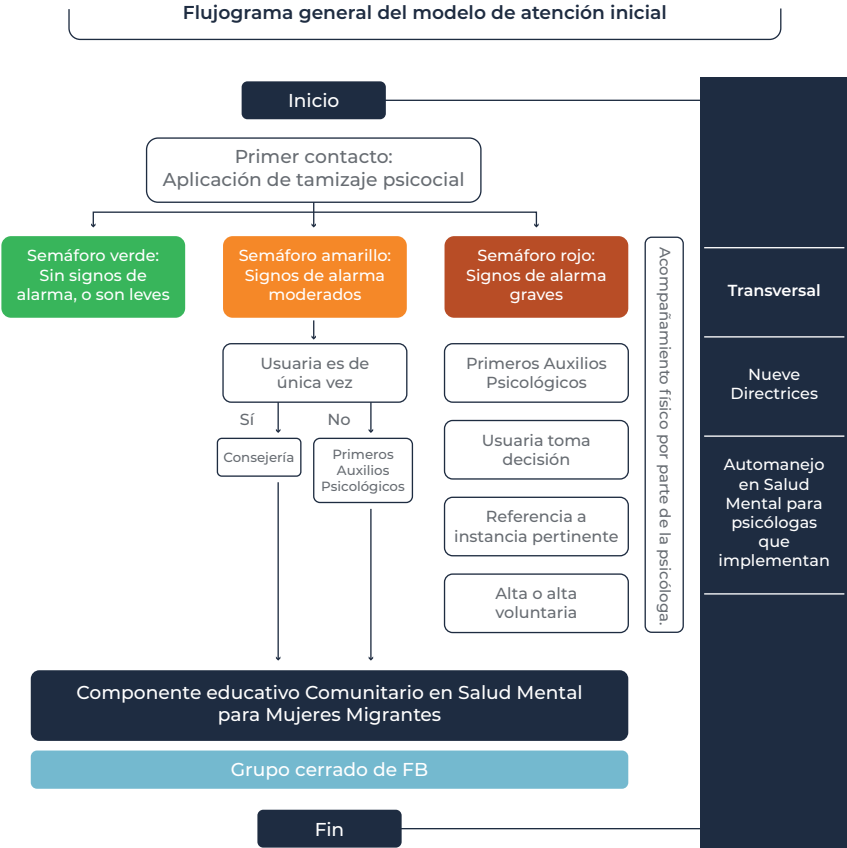 Flujograma general del modelo de atención inicial
Inicio
Primer contacto:
Aplicación de tamizaje psicocial
Semáforo verde:
Sin signos de
alarma, o son leves
Semáforo amarillo:
Signos de alarma
moderados
Semáforo rojo:
Signos de alarma
graves
Usuaria es de
única vez
Sí
No
Consejería
Primeros
Auxilios
Psicológicos
Primeros Auxilios
Psicológicos
Usuaria toma
decisión
Referencia a
instancia pertinente
Alta o alta
voluntaria
Acompañamiento físico por parte de la psicóloga.
Transversal
Nueve
Directrices
Automanejo
en Salud
Mental para
psicólogas
que
implementan
Componente educativo Comunitario en Salud Mental
para Mujeres Migrantes
Grupo cerrado de FB
Fin